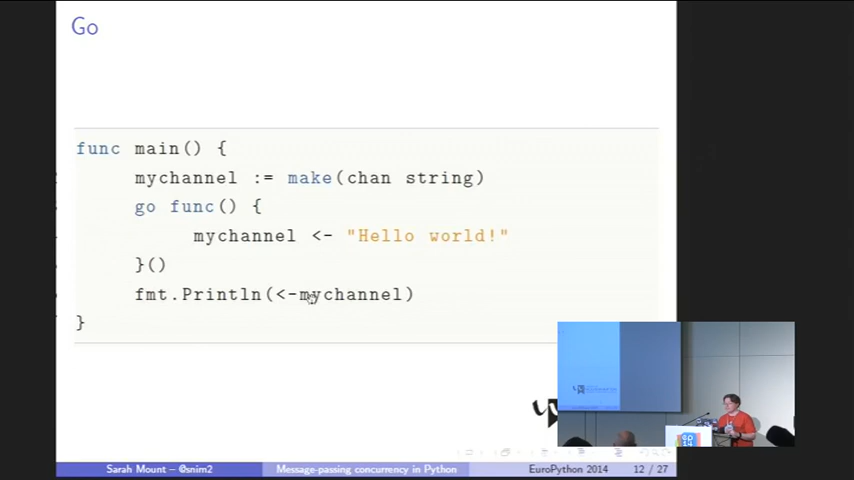 Go
func main() {
mychannel := make(chan string)
go func() {
mychannel <- "Hello world!"
}()
fmt.Println(<-mychannel)
}
Sarah Mount – @snim2 Message-passing concurrency in Python EuroPython 2014 12 / 27